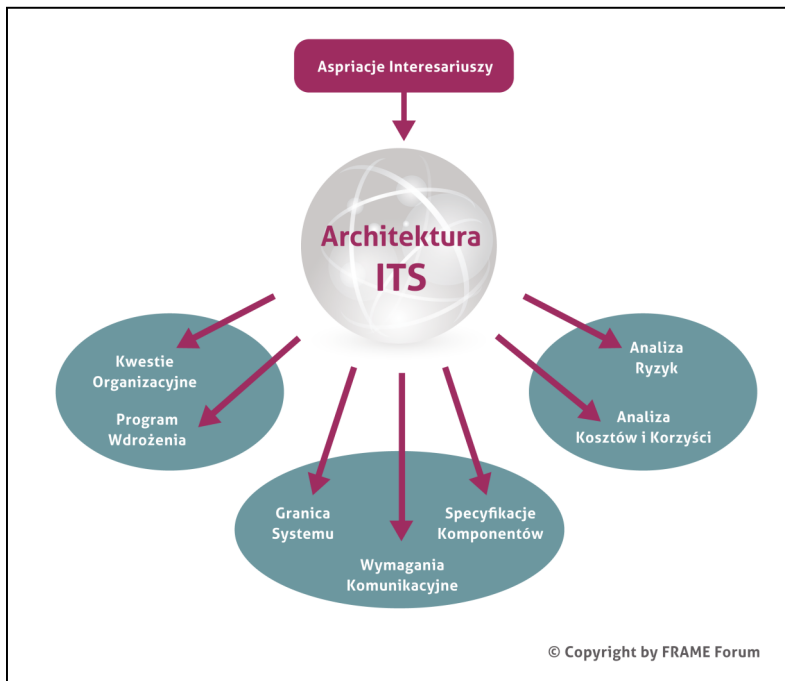 Aspriacje Interesariuszy
Architektura
ITS
Kwestie
Organizacyjne
Program
Wdrożenia
Granica
Systemu
Wymagania
Komunikacyjne
Specyfikacje
Komponentów
Analiza
Ryzyk
Analiza
Kosztów i Korzyści
© Copyright by FRAME Forum